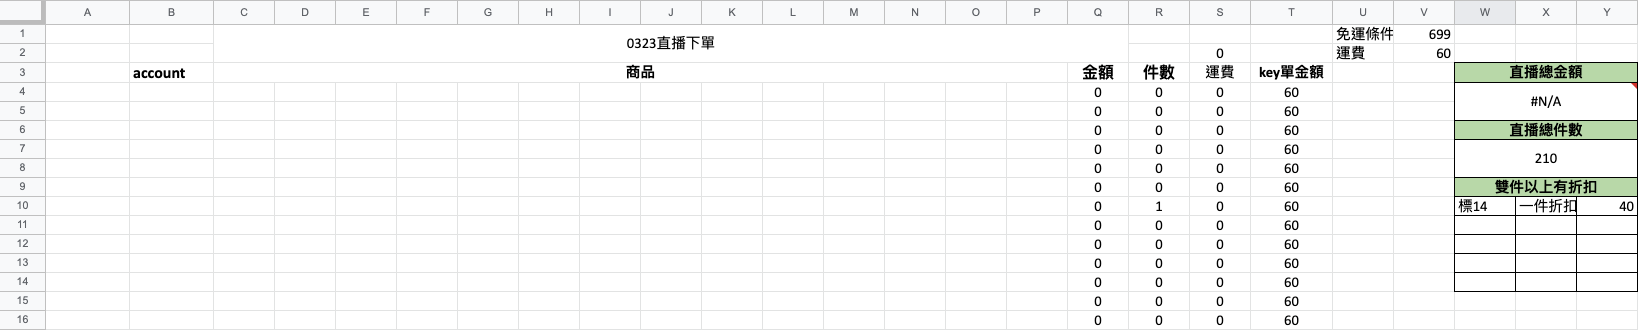 A B C D E F G H I J K L M N O P Q R S T U V W X Y
1 0323直播下單 免運條件 699
2 0 運費 60
3 account 商品 金額 件數 運費 key單金額 直播總金額
4 0 0 0 60 #N/A
5 0 0 0 60
6 0 0 0 60 直播總件數
7 0 0 0 60 210
8 0 0 0 60
9 0 0 0 60 雙件以上有折扣
10 0 1 0 60 標14 一件折扣 40
11 0 0 0 60
12 0 0 0 60
13 0 0 0 60
14 0 0 0 60
15 0 0 0 60
16 0 0 0 60